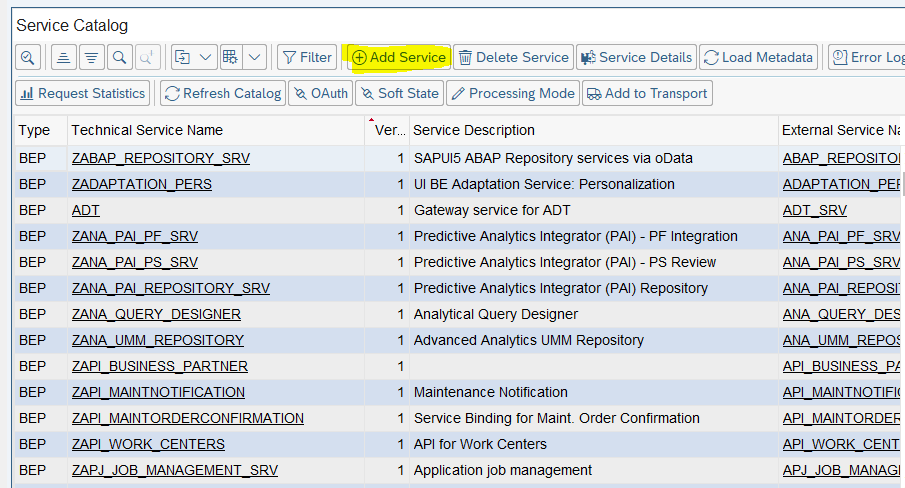 Service Catalog
Filter Add Service Delete Service Service Details Load Metadata Error Log
Request Statistics Refresh Catalog OAuth Soft State Processing Mode Add to Transport
Type Technical Service Name Ver... Service Description External Service Na
BEP ZABAP_REPOSITORY_SRV 1 SAPUI5 ABAP Repository services via oData ABAP_REPOSITO
BEP ZADAPTATION_PERS 1 UI BE Adaptation Service: Personalization ADAPTATION_PER
BEP ADT 1 Gateway service for ADT ADT_SRV
BEP ZANA_PAI_PF_SRV 1 Predictive Analytics Integrator (PAI) - PF Integration ANA_PAI_PF_SRV
BEP ZANA_PAI_PS_SRV 1 Predictive Analytics Integrator (PAI) - PS Review ANA_PAI_PS_SRV
BEP ZANA_PAI_REPOSITORY_SRV 1 Predictive Analytics Integrator (PAI) Repository ANA_PAI_REPOSI
BEP ZANA_QUERY_DESIGNER 1 Analytical Query Designer ANA_QUERY_DES
BEP ZANA_UMM_REPOSITORY 1 Advanced Analytics UMM Repository ANA_UMM_REPOS
BEP ZAPI_BUSINESS_PARTNER 1 API_BUSINESS_PA
BEP ZAPI_MAINTNOTIFICATION 1 Maintenance Notification API_MAINTNOTIFIC
BEP ZAPI_MAINTORDERCONFIRMATION 1 Service Binding for Maint. Order Confirmation API_MAINTORDER
BEP ZAPI_WORK_CENTERS 1 API for Work Centers API_WORK_CENT
BEP ZAPJ_JOB_MANAGEMENT_SRV 1 Application job management APJ_JOB_MANAG